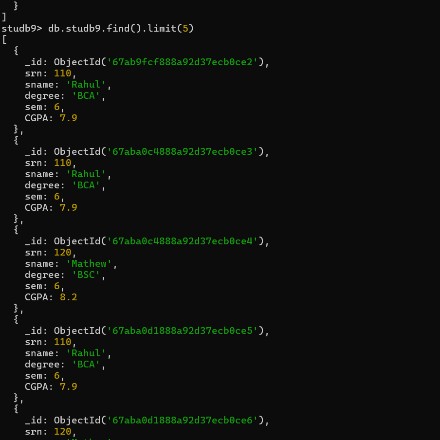 }
]
studb9> db.studb9.find().limit(5)
[
{
_id: ObjectId('67ab9fcf888a92d37ecb0ce2'),
srn: 110,
sname: 'Rahul',
degree: 'BCA',
sem: 6,
CGPA: 7.9
},
{
_id: ObjectId('67aba0c4888a92d37ecb0ce3'),
srn: 110,
sname: 'Rahul',
degree: 'BCA',
sem: 6,
CGPA: 7.9
},
{
_id: ObjectId('67aba0c4888a92d37ecb0ce4'),
srn: 120,
sname: 'Mathew',
degree: 'BSC',
sem: 6,
CGPA: 8.2
},
{
_id: ObjectId('67aba0d1888a92d37ecb0ce5'),
srn: 110,
sname: 'Rahul',
degree: 'BCA',
sem: 6,
CGPA: 7.9
},
{
_id: ObjectId('67aba0d1888a92d37ecb0ce6'),
srn: 120,